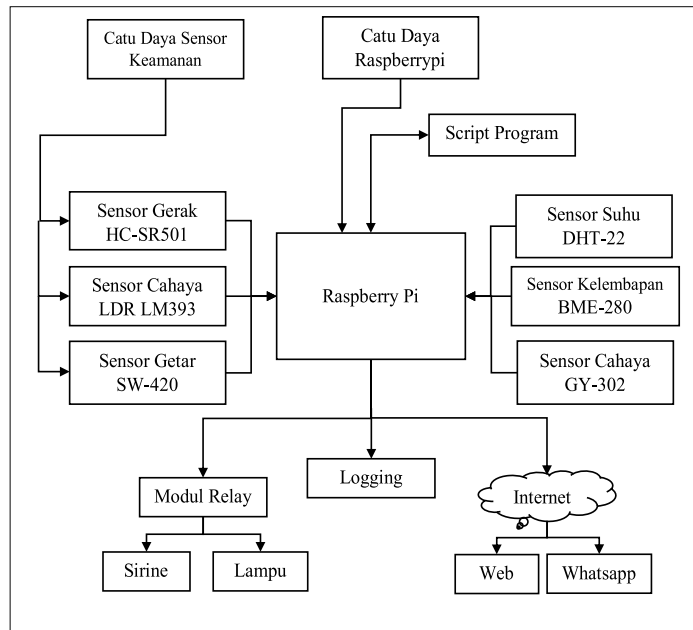 Catu Daya Sensor
Keamanan
Catu Daya
Raspberrypi
Script Program
Sensor Gerak
HC-SR501
Sensor Cahaya
LDR LM393
Sensor Getar
SW-420
Raspberry Pi
Sensor Suhu
DHT-22
Sensor Kelembapan
BME-280
Sensor Cahaya
GY-302
Modul Relay
Logging
Internet
Sirine
Lampu
Web
Whatsapp